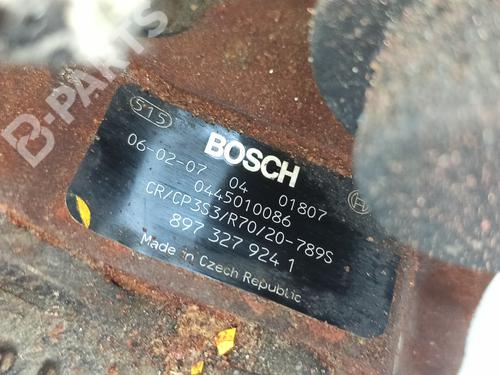 B-PARTS
515
BOSCH
06-02-07 04 01807
0445010086
CR/CP3S3/R70/20-789S
897 327 924 1
Made in Czech Republic